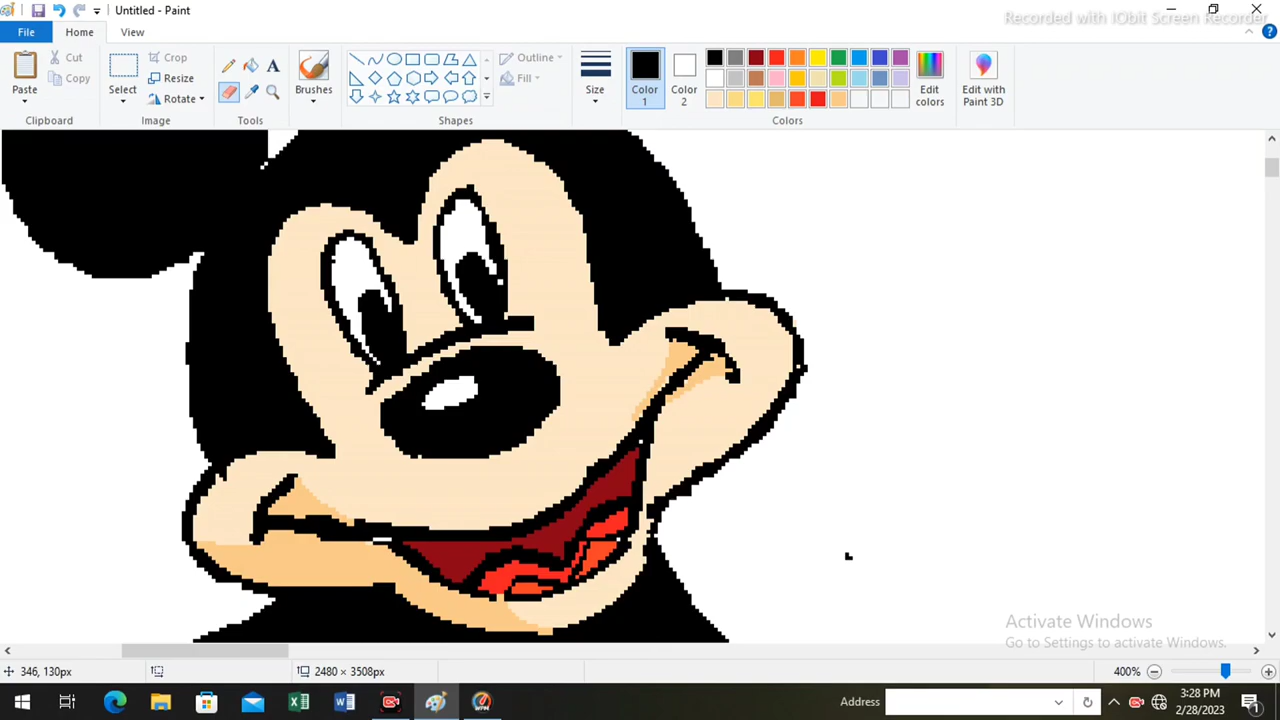 Untitled - Paint
Recorded with IObit Screen Recorder
File
Home
View
Paste
Cut
Copy
Clipboard
Select
Crop
Resize
Rotate
Image
A
Tools
Brushes
Outline
Fill
Shapes
Size
Color
1
Color
2
Edit
colors
Colors
Edit with
Paint 3D
Activate Windows
Go to Settings to activate Windows.
346, 130px
2480 × 3508px
400%
Address
3:28 PM
2/28/2023